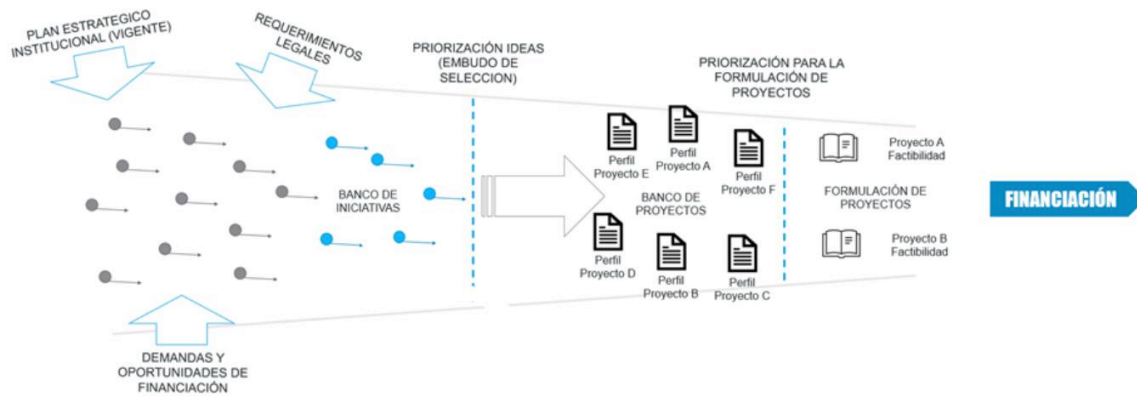 PLAN ESTRATEGICO
INSTITUCIONAL (VIGENTE)
REQUERIMIENTOS
LEGALES
PRIORIZACIÓN IDEAS
(EMBUDO DE
SELECCION)
PRIORIZACIÓN PARA LA
FORMULACIÓN DE
PROYECTOS
BANCO DE
INICIATIVAS
Perfil
Proyecto E
Perfil
Proyecto A
Perfil
Proyecto F
BANCO DE
PROYECTOS
Perfil
Proyecto D
Perfil
Proyecto B
Perfil
Proyecto C
Proyecto A
Factibilidad
FORMULACIÓN DE
PROYECTOS
Proyecto B
Factibilidad
FINANCIACIÓN
DEMANDAS Y
OPORTUNIDADES DE
FINANCIACIÓN